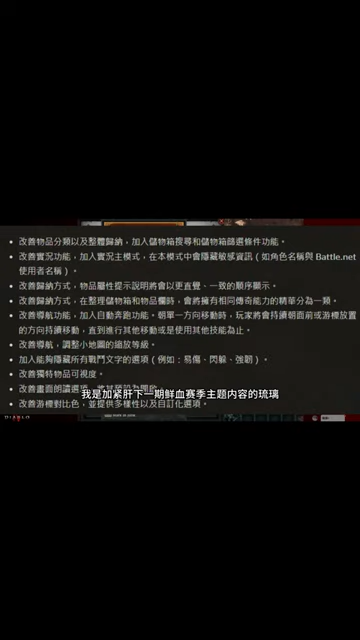 • 改善物品分類以及整體歸納，加入儲物箱搜尋和儲物箱篩選條件功能。
• 改善實況功能，加入實況主模式，在本模式中會隱藏敏感資訊（如角色名稱與 Battle.net
使用者名稱）。
• 改善歸納方式，物品屬性提示說明將會以更直覺、一致的順序顯示。
• 改善歸納方式，在整理儲物箱和物品欄時，會將擁有相同傳奇能力的精華分為一類。
• 改善導航功能，加入自動奔跑功能。朝單一方向移動時，玩家將會持續朝面前或游標放置
的方向持續移動，直到進行其他移動或是使用其他技能為止。
• 改善導航，調整小地圖的縮放等級。
• 加入能夠隱藏所有戰鬥文字的選項（例如：易傷、閃躲、強韌）。
• 改善獨特物品可視度。
• 改善畫面朗讀選項，
我是加紧肝下一期鲜血赛季主题内容的琉璃
• 改善游標對比色，並提供多樣性以及自訂化選項。